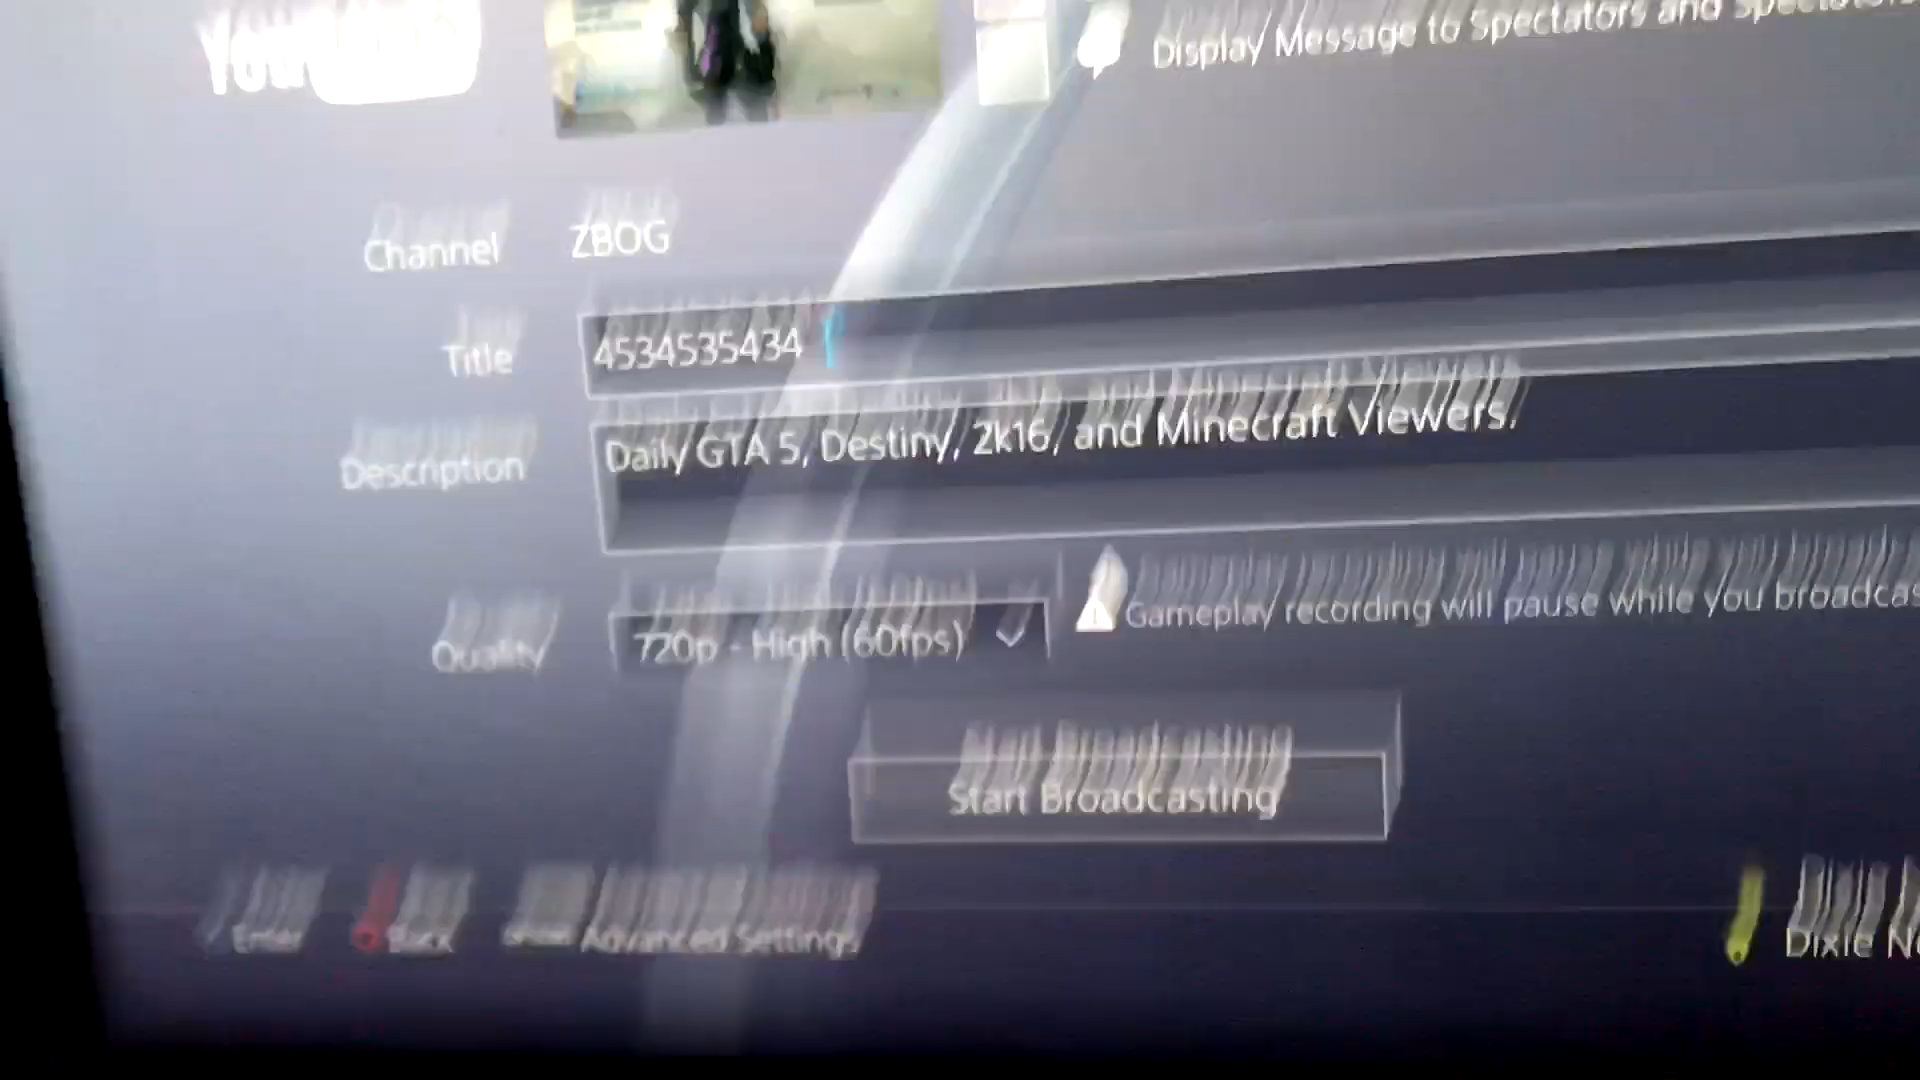 YouTube
Display Message to Spectators and
Channel ZBOG
Title 4534535434
Description Daily GTA 5, Destiny, 2k16, and Minecraft Viewers.
Quality 720p - High (60fps)
Gameplay recording will pause while you broadcas
Start Broadcasting
Enter Back Advanced Settings
Dixie N